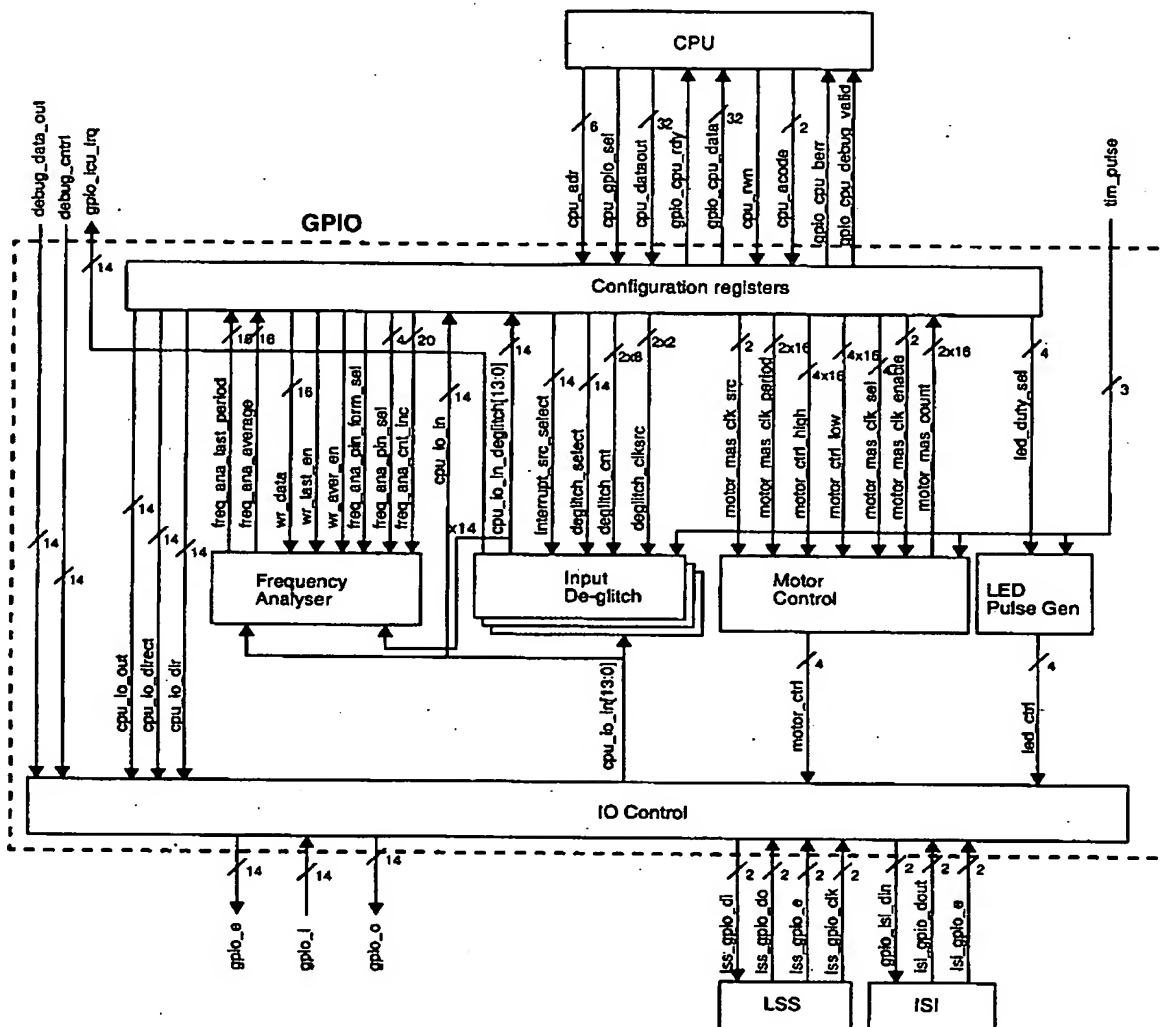 CPU
debug_data_out
debug_cntrl
gpio_icu_irq
6
32
32
2
cpu_adr
cpu_gpio_sel
cpu_dataout
gpio_cpu_rdy
gpio_cpu_data
cpu_rwn
cpu_acode
gpio_cpu_berr
gpio_cpu_debug_valid
tim_pulse
GPIO
14
Configuration registers
3
16
16
4
20
14
14
2x8
2x2
2
2x16
4x16
4x16
2
2x16
4
16
14
14
14
freq_ana_last_period
freq_ana_average
wr_data
wr_last_en
wr_aver_en
freq_ana_pin_form_sel
freq_ana_pin_sel
freq_ana_cnt_inc
cpu_io_in
cpu_io_in_deglitch[13:0]
interrupt_src_select
deglitch_select
deglitch_cnt
deglitch_clksrc
motor_mas_clk_src
motor_mas_clk_period
motor_ctrl_high
motor_ctrl_low
motor_mas_clk_sel
motor_mas_clk_enable
motor_mas_count
led_duty_sel
14
14
14
14
14
x14
Frequency
Analyser
Input
De-glitch
Motor
Control
LED
Pulse Gen
cpu_io_out
cpu_io_direct
cpu_io_dir
cpu_io_in[13:0]
motor_ctrl
4
led_ctrl
4
IO Control
14
14
14
2
2
2
2
2
2
2
gpio_e
gpio_i
gpio_o
lss_gpio_di
lss_gpio_do
lss_gpio_e
lss_gpio_clk
gpio_isi_din
isi_gpio_dout
isi_gpio_e
LSS
ISI